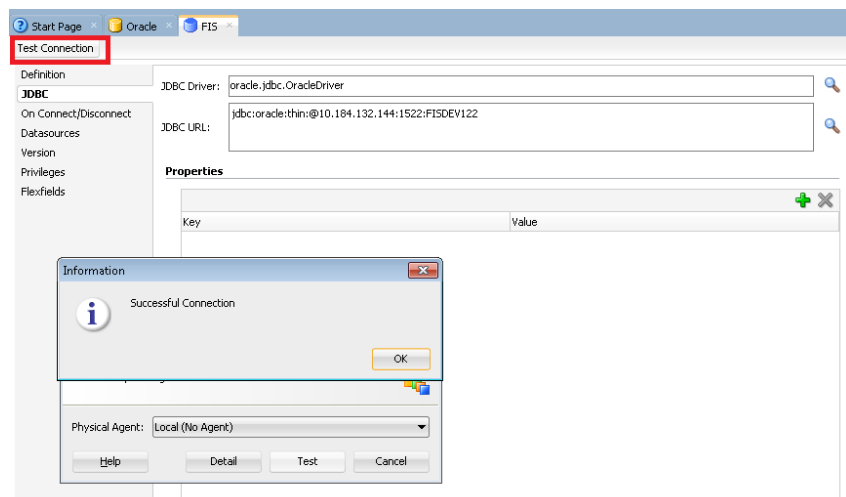 Start Page
Oracle
FIS
Test Connection
Definition
JDBC
On Connect/Disconnect
Datasources
Version
Privileges
Flexfields
JDBC Driver: oracle.jdbc.OracleDriver
JDBC URL: jdbc:oracle:thin:@10.184.132.144:1522:FISDEV122
Properties
Key Value
Information
Successful Connection
OK
Physical Agent: Local (No Agent)
Help Detail Test Cancel